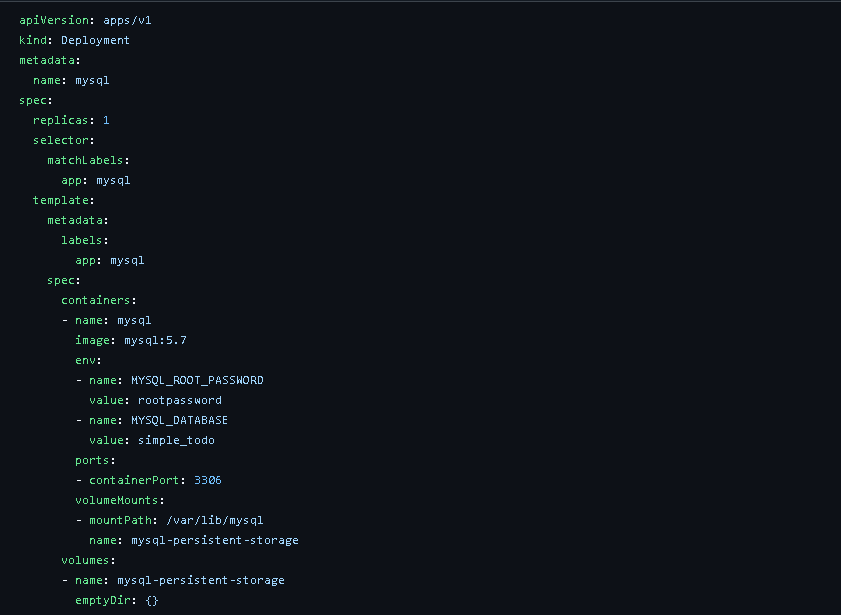 apiVersion: apps/v1
kind: Deployment
metadata:
  name: mysql
spec:
  replicas: 1
  selector:
    matchLabels:
      app: mysql
  template:
    metadata:
      labels:
        app: mysql
    spec:
      containers:
      - name: mysql
        image: mysql:5.7
        env:
        - name: MYSQL_ROOT_PASSWORD
          value: rootpassword
        - name: MYSQL_DATABASE
          value: simple_todo
        ports:
        - containerPort: 3306
        volumeMounts:
        - mountPath: /var/lib/mysql
          name: mysql-persistent-storage
      volumes:
      - name: mysql-persistent-storage
        emptyDir: {}